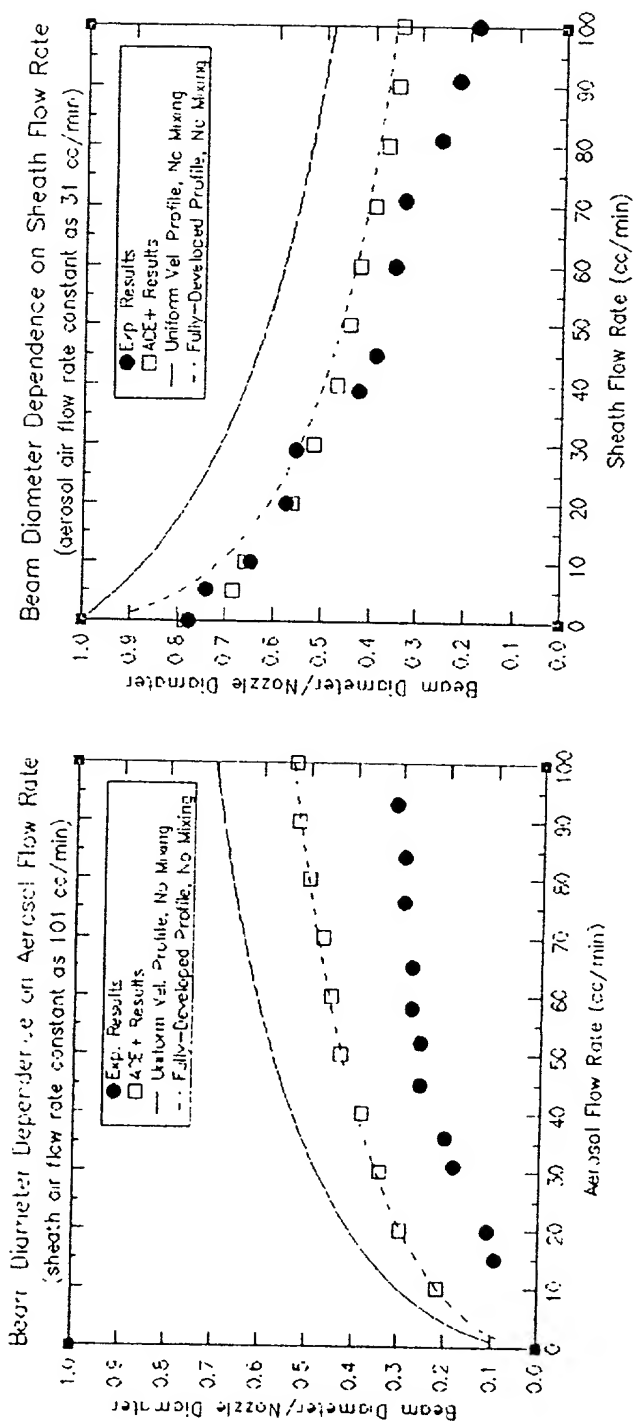 Beam Diameter Dependence on Aerosol Flow Rate
(sheath air flow rate constant as 101 cc/min)
Exp. Results
ACE+ Results
Uniform Vel. Profile, No Mixing
Fully-Developed Profile, No Mixing
Beam Diameter/Nozzle Diameter
1.0
0.9
0.8
0.7
0.6
0.5
0.4
0.3
0.2
0.1
0.0
0 10 20 30 40 50 60 70 80 90 100
Aerosol Flow Rate (cc/min)
Beam Diameter Dependence on Sheath Flow Rate
(aerosol air flow rate constant as 31 cc/min)
Exp Results
ACE+ Results
Uniform Vel. Profile, No Mixing
Fully-Developed Profile, No Mixing
Beam Diameter/Nozzle Diameter
1.0
0.9
0.8
0.7
0.6
0.5
0.4
0.3
0.2
0.1
0.0
0 10 20 30 40 50 60 70 80 90 100
Sheath Flow Rate (cc/min)